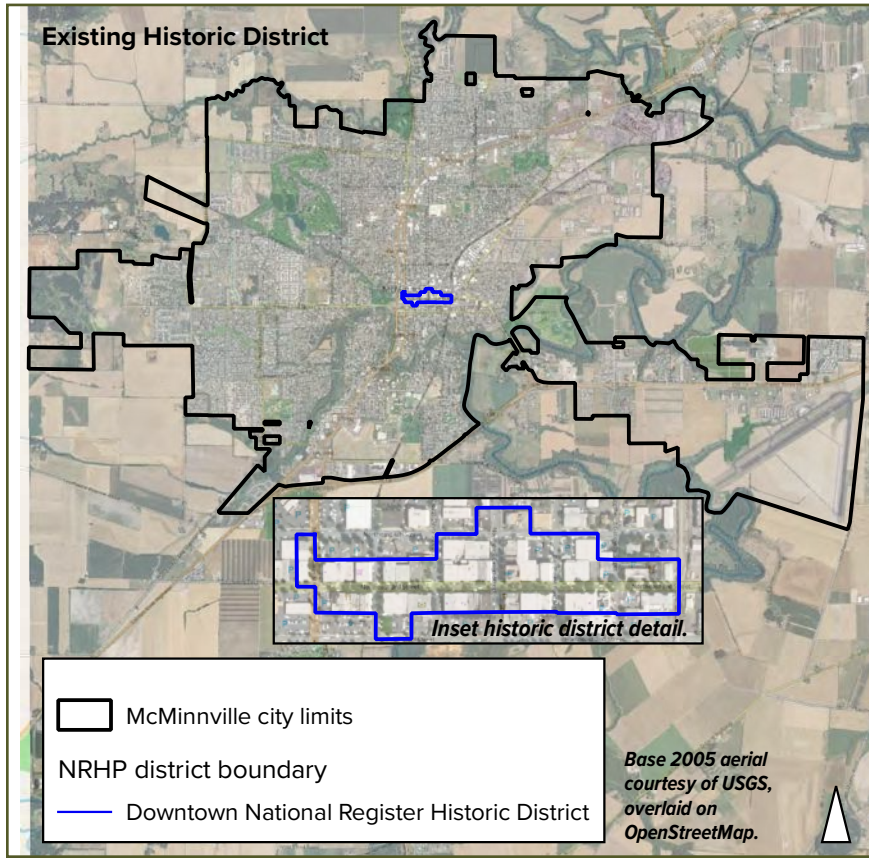 Existing Historic District
Inset historic district detail.
McMinnville city limits
NRHP district boundary
Downtown National Register Historic District
Base 2005 aerial
courtesy of USGS,
overlaid on
OpenStreetMap.